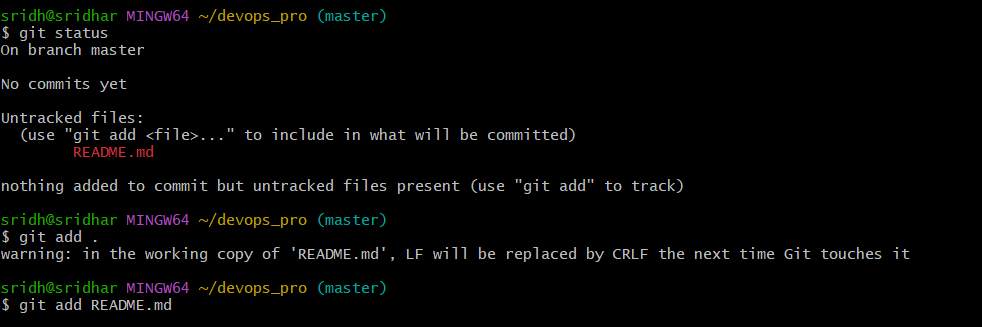 sridh@sridhar MINGW64 ~/devops_pro (master)
$ git status
On branch master
No commits yet
Untracked files:
  (use "git add <file>..." to include in what will be committed)
        README.md
nothing added to commit but untracked files present (use "git add" to track)
sridh@sridhar MINGW64 ~/devops_pro (master)
$ git add .
warning: in the working copy of 'README.md', LF will be replaced by CRLF the next time Git touches it
sridh@sridhar MINGW64 ~/devops_pro (master)
$ git add README.md